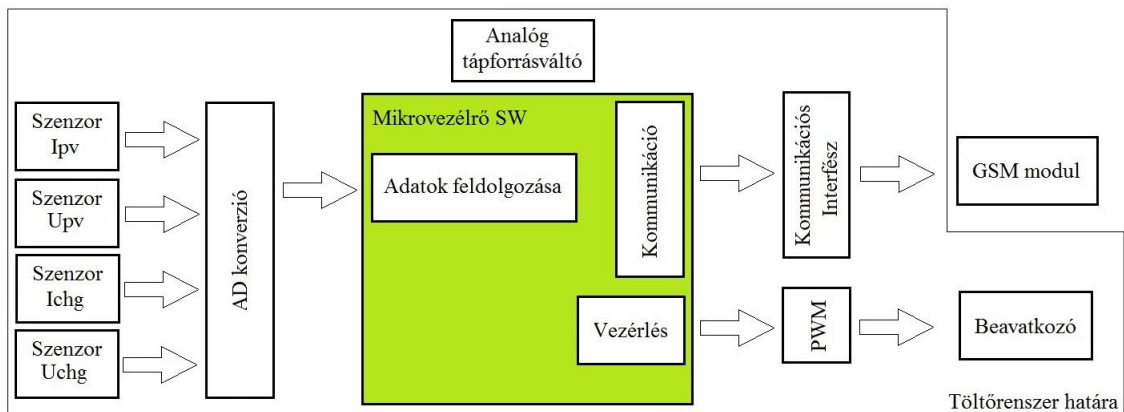 Analóg
tápforrásváltó
Szenzor
Ipv
Szenzor
Upv
Szenzor
Ichg
Szenzor
Uchg
AD konverzió
Mikrovezélrő SW
Adatok feldolgozása
Kommunikáció
Vezérlés
Kommunikációs
Interfész
PWM
GSM modul
Beavatkozó
Töltőrenszer határa